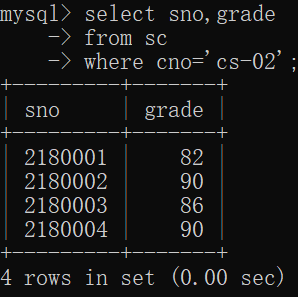 mysql> select sno,grade
    -> from sc
    -> where cno='cs-02';
+---------+-------+
| sno     | grade |
+---------+-------+
| 2180001 |    82 |
| 2180002 |    90 |
| 2180003 |    86 |
| 2180004 |    90 |
+---------+-------+
4 rows in set (0.00 sec)